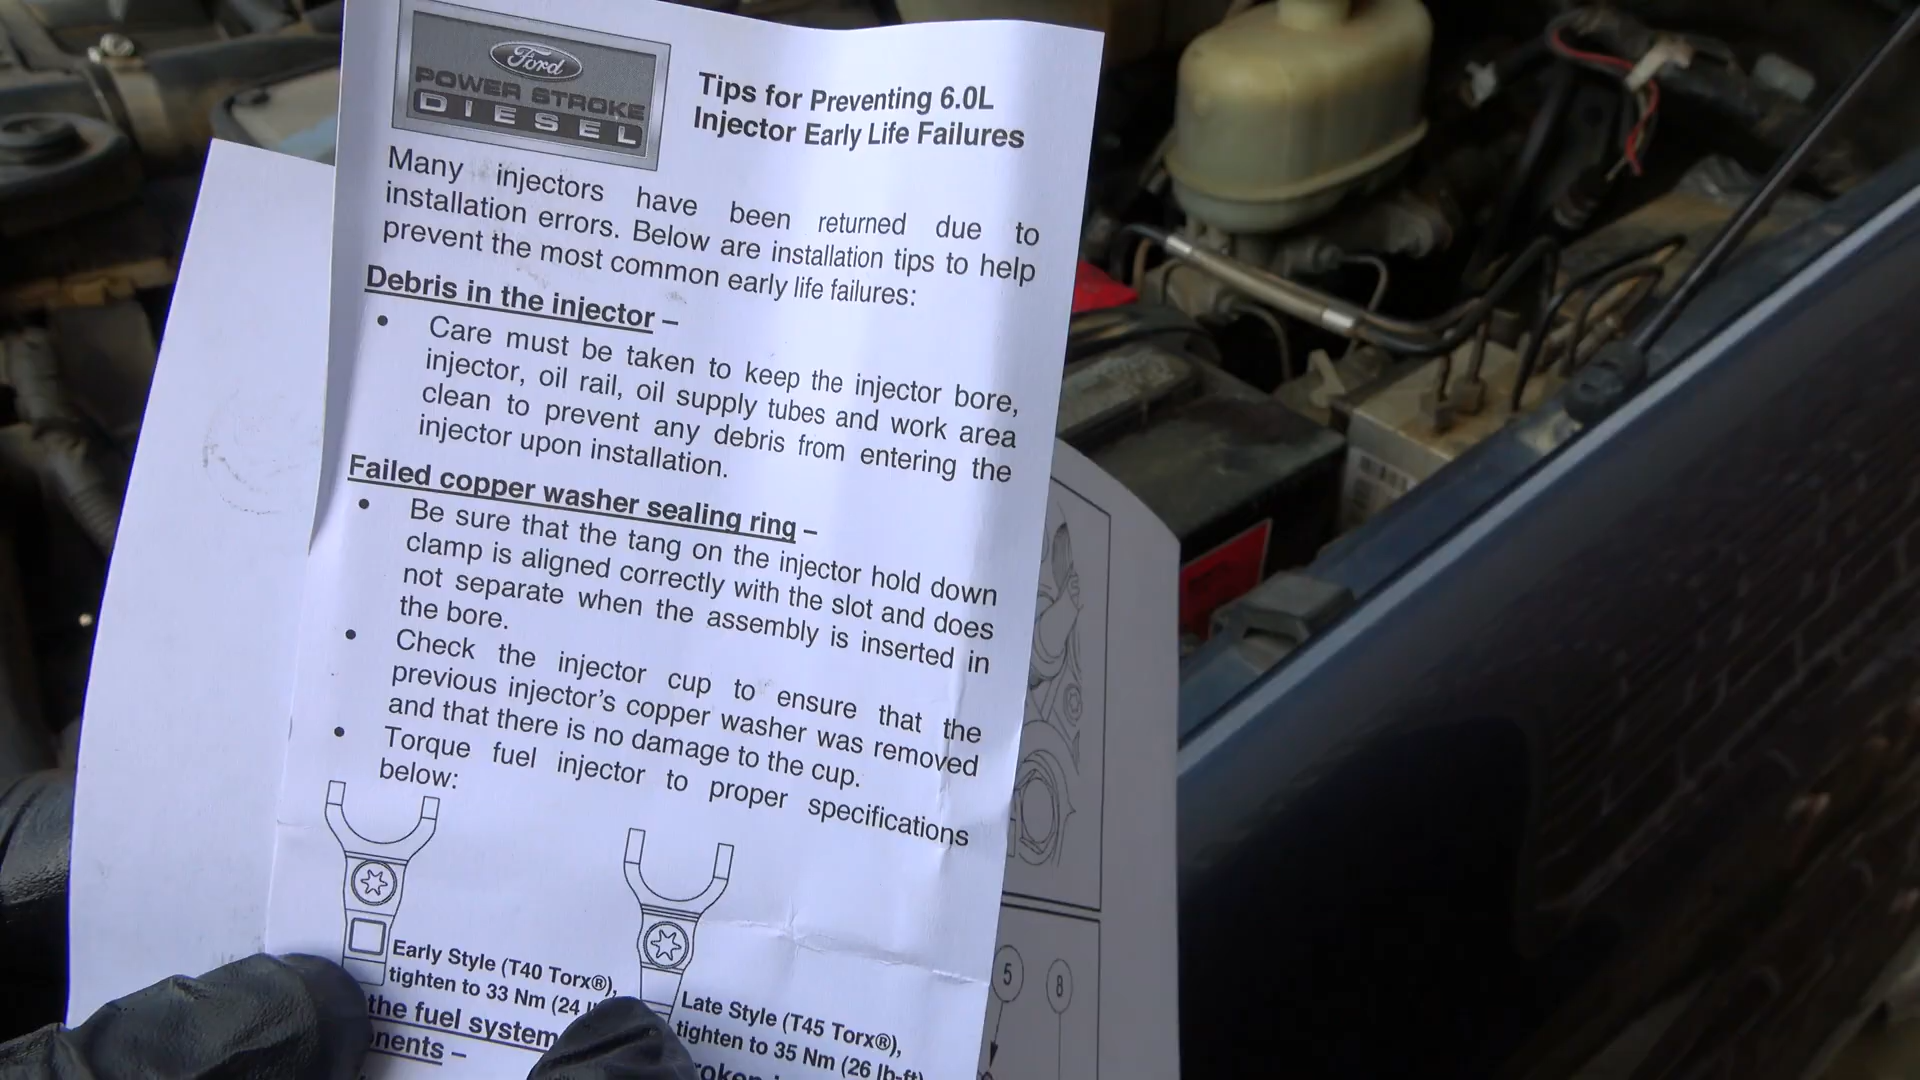 Ford
POWER STROKE
DIESEL
Tips for Preventing 6.0L
Injector Early Life Failures
Many injectors have been returned due to
installation errors. Below are installation tips to help
prevent the most common early life failures:
Debris in the injector –
• Care must be taken to keep the injector bore,
injector, oil rail, oil supply tubes and work area
clean to prevent any debris from entering the
injector upon installation.
Failed copper washer sealing ring –
• Be sure that the tang on the injector hold down
clamp is aligned correctly with the slot and does
not separate when the assembly is inserted in
the bore.
• Check the injector cup to ensure that the
previous injector's copper washer was removed
and that there is no damage to the cup.
• Torque fuel injector to proper specifications
below:
Early Style (T40 Torx®),
tighten to 33 Nm (24
Late Style (T45 Torx®),
tighten to 35 Nm (26 lb-ft)
the fuel system
nents –
5
8